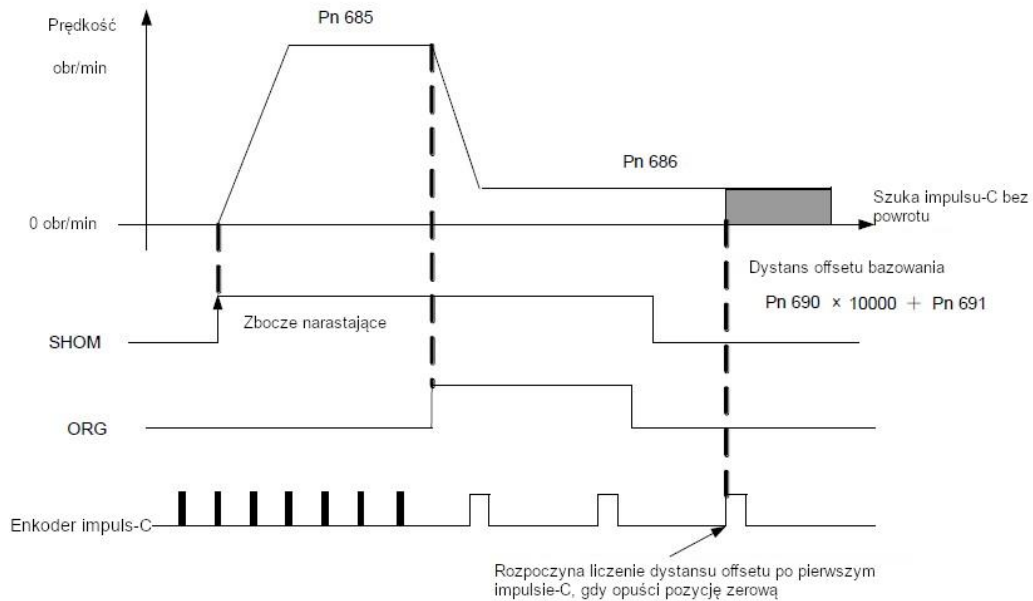 Prędkość
obr/min
Pn 685
Pn 686
0 obr/min
Szuka impulsu-C bez
powrotu
Dystans offsetu bazowania
Pn 690 × 10000 + Pn 691
Zbocze narastające
SHOM
ORG
Enkoder impuls-C
Rozpoczyna liczenie dystansu offsetu po pierwszym
impulsie-C, gdy opuści pozycję zerową